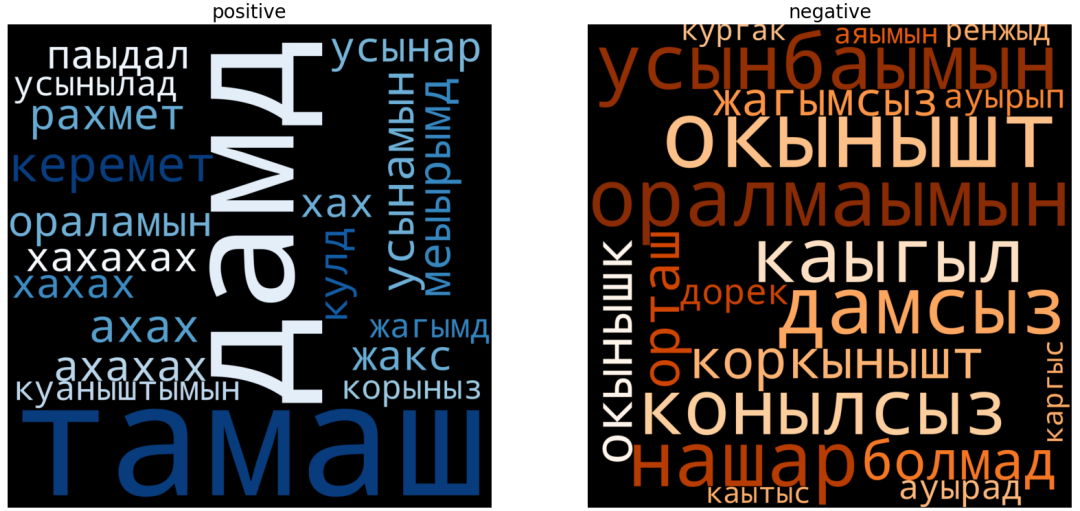 positive
паыдал
усынылад
рахмет
керемет
ораламын
хахахах
хахах
ахах
ахахах
куаныштымын
дамд
усынар
усынамын
меыырымд
хах
кулд
жагымд
жакс
корыныз
тамаш
negative
кургак
аяымын
ренжыд
усынбаымын
жагымсыз
ауырып
окынышт
оралмаымын
каыгыл
окынышк
орташ
дорек
дамсыз
коркынышт
каргыс
конылсыз
нашар
болмад
каытыс
ауырад